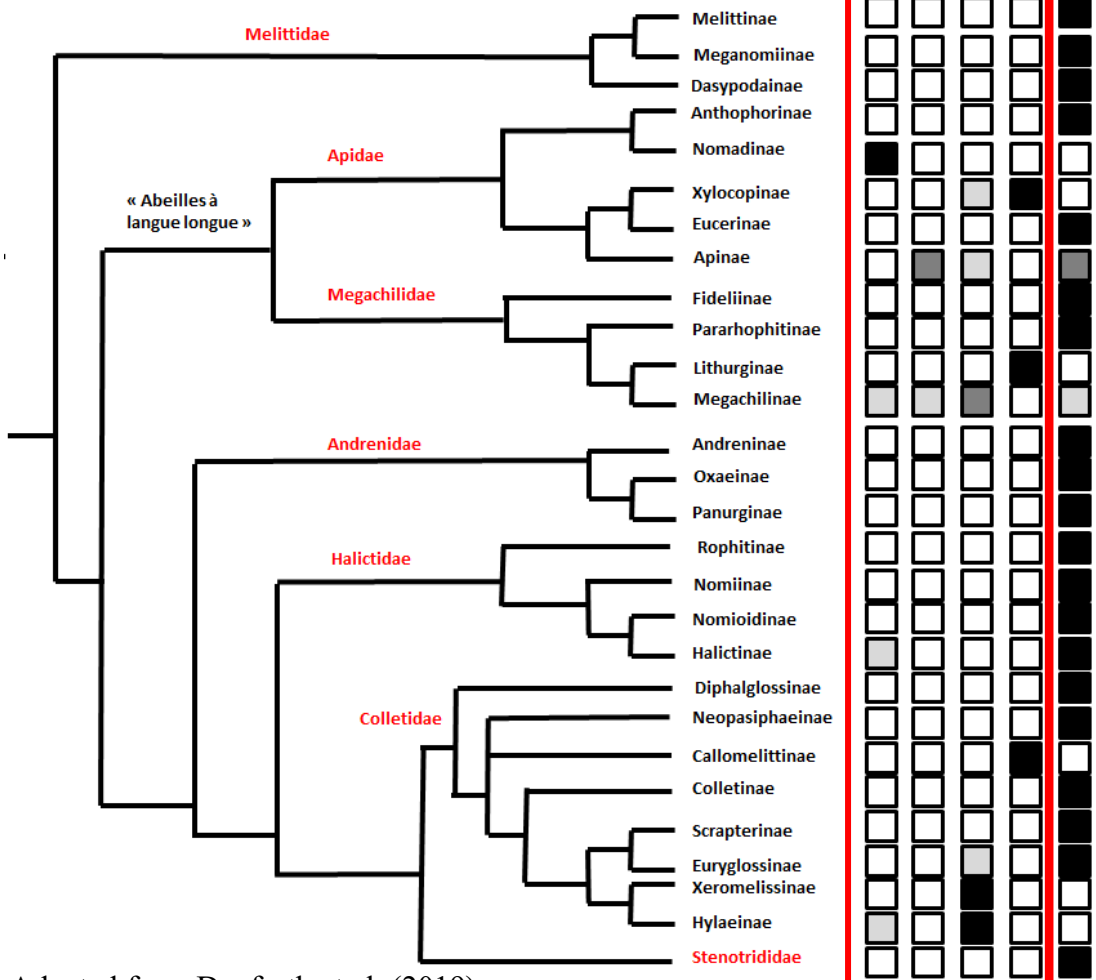 Melittinae
Melittidae
Meganomiinae
Dasypodainae
Anthophorinae
Nomadinae
Apidae
Xylocopinae
« Abeilles à
langue longue »
Eucerinae
Apinae
Megachilidae
Fideliinae
Pararhophitinae
Lithurginae
Megachilinae
Andrenidae
Andreninae
Oxaeinae
Panurginae
Rophitinae
Halictidae
Nomiinae
Nomioidinae
Halictinae
Diphalglossinae
Colletidae
Neopasiphaeinae
Callomelittinae
Colletinae
Scrapterinae
Euryglossinae
Xeromelissinae
Hylaeinae
Stenotrididae